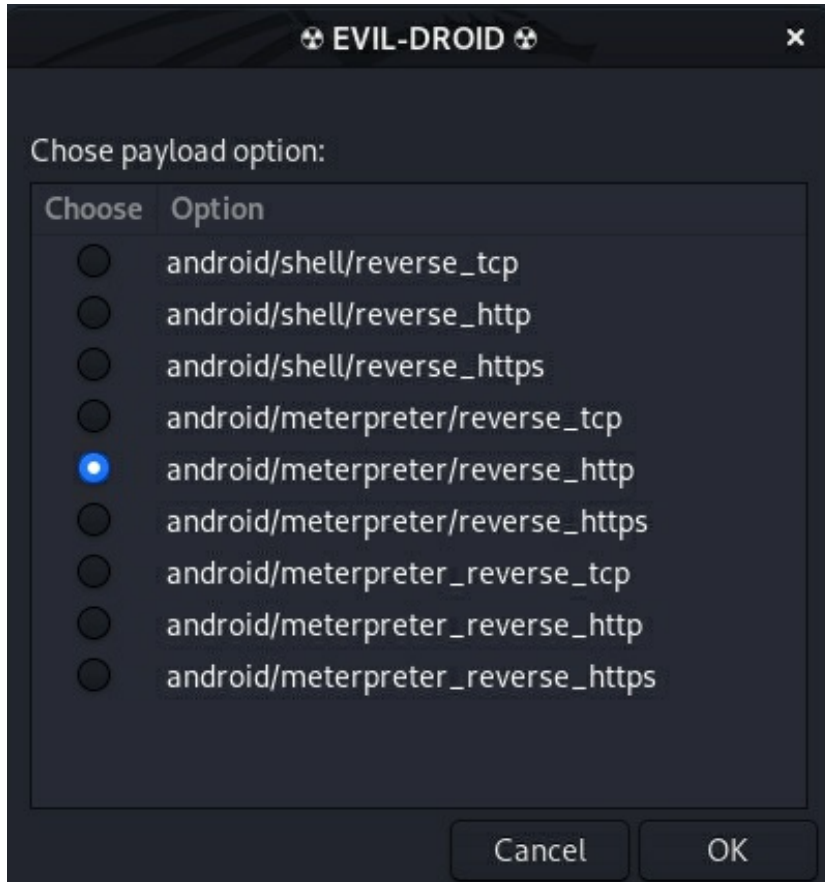 ☢ EVIL-DROID ☢ ×
Chose payload option:
Choose Option
android/shell/reverse_tcp
android/shell/reverse_http
android/shell/reverse_https
android/meterpreter/reverse_tcp
android/meterpreter/reverse_http
android/meterpreter/reverse_https
android/meterpreter_reverse_tcp
android/meterpreter_reverse_http
android/meterpreter_reverse_https
Cancel OK